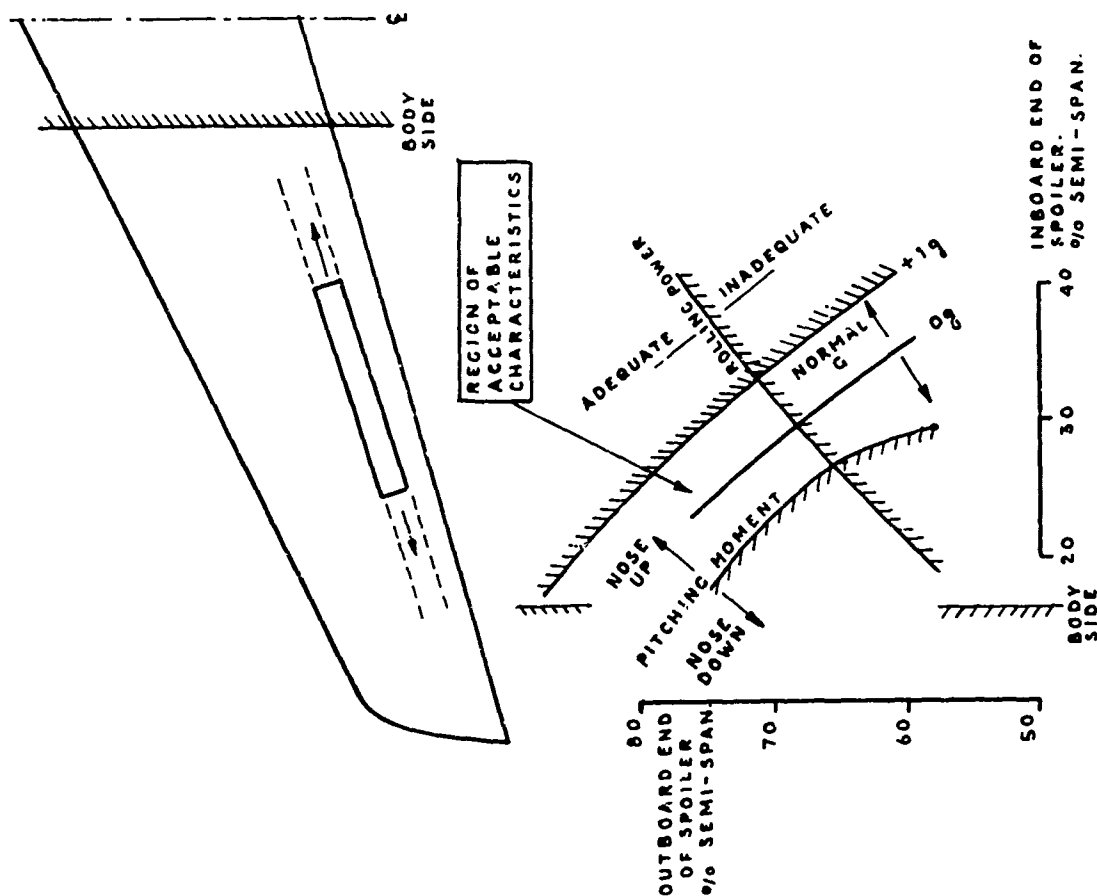 ℄
BODY
SIDE
REGION OF
ACCEPTABLE
CHARACTERISTICS
ADEQUATE
INADEQUATE
ROLLING POWER
+1g
NORMAL
G
0g
NOSE
UP
PITCHING MOMENT
NOSE
DOWN
OUTBOARD END
OF SPOILER
% SEMI-SPAN.
80
70
60
50
BODY
SIDE
20
30
40
INBOARD END OF
SPOILER.
% SEMI-SPAN.